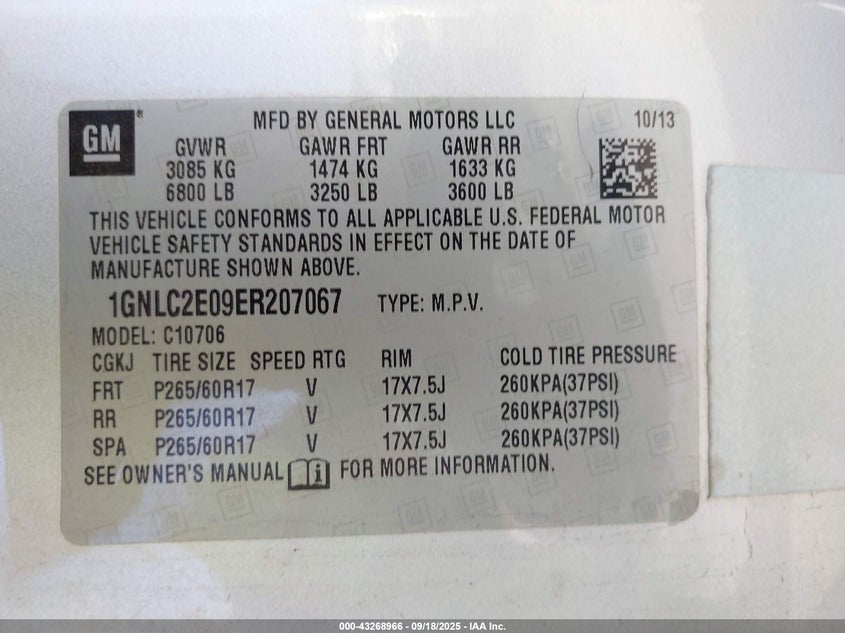 GM®
MFD BY GENERAL MOTORS LLC 10/13
GVWR GAWR FRT GAWR RR
3085 KG 1474 KG 1633 KG
6800 LB 3250 LB 3600 LB
THIS VEHICLE CONFORMS TO ALL APPLICABLE U.S. FEDERAL MOTOR
VEHICLE SAFETY STANDARDS IN EFFECT ON THE DATE OF
MANUFACTURE SHOWN ABOVE.
1GNLC2E09ER207067 TYPE: M.P.V.
MODEL: C10706
CGKJ TIRE SIZE SPEED RTG RIM COLD TIRE PRESSURE
FRT P265/60R17 V 17X7.5J 260KPA(37PSI)
RR P265/60R17 V 17X7.5J 260KPA(37PSI)
SPA P265/60R17 V 17X7.5J 260KPA(37PSI)
SEE OWNER'S MANUAL FOR MORE INFORMATION.
000-43268966 - 09/18/2025 - IAA Inc.